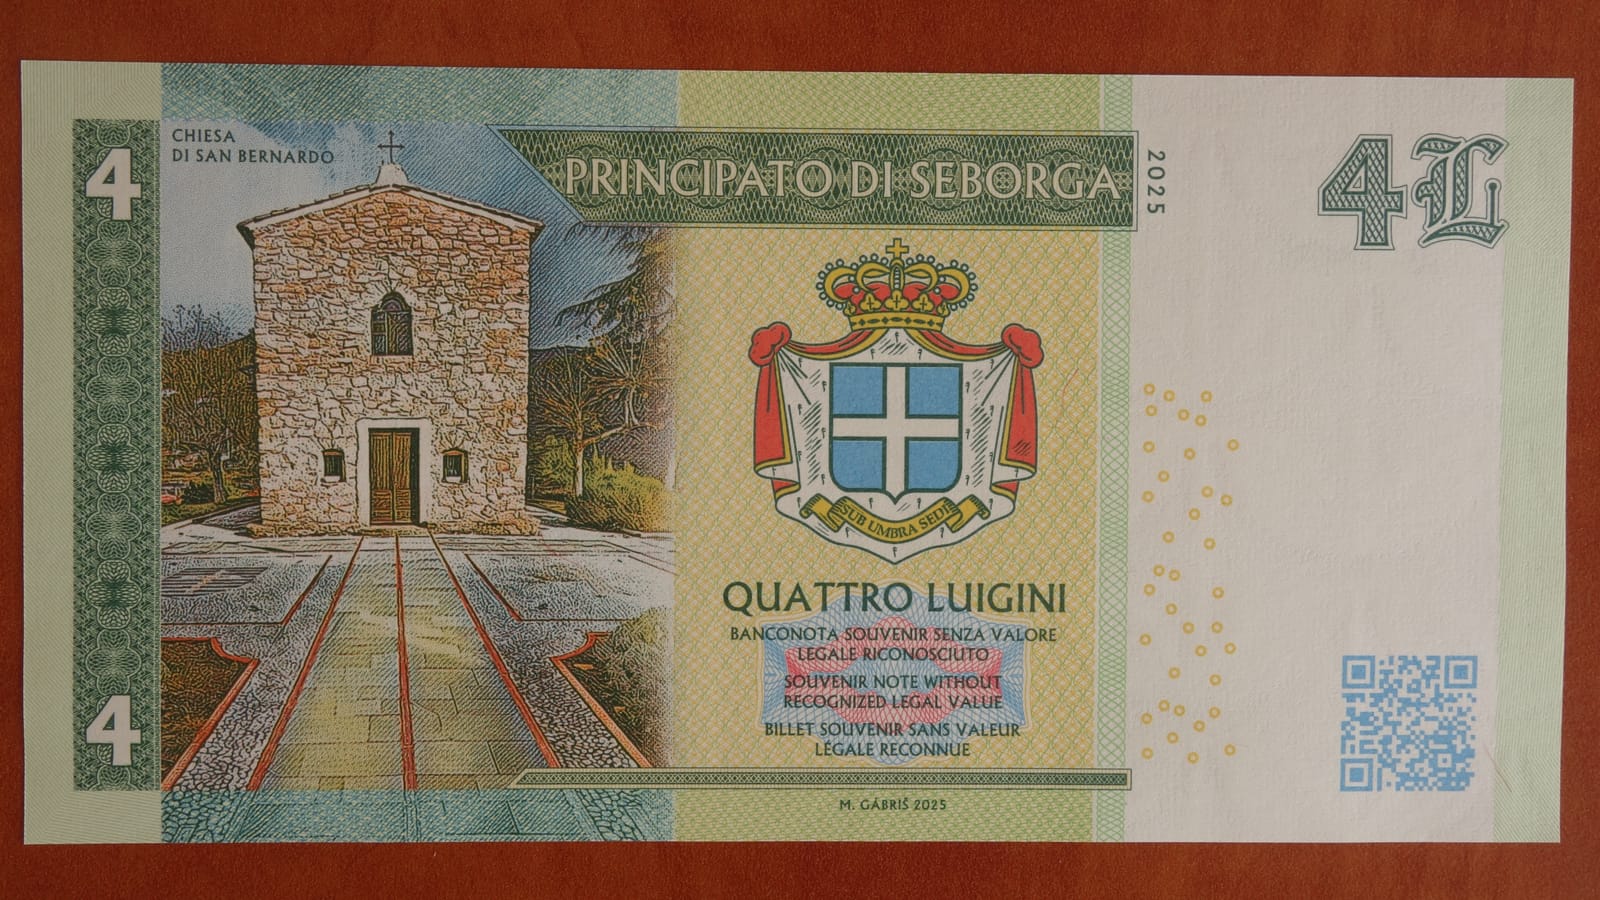 4
CHIESA
DI SAN BERNARDO
PRINCIPATO DI SEBORGA
2025
4L
SUB UMBRA SEDI
QUATTRO LUIGINI
BANCONOTA SOUVENIR SENZA VALORE
LEGALE RICONOSCIUTO
SOUVENIR NOTE WITHOUT
RECOGNIZED LEGAL VALUE
BILLET SOUVENIR SANS VALEUR
LÉGALE RECONNUE
4
M. GÁBRIŠ 2025